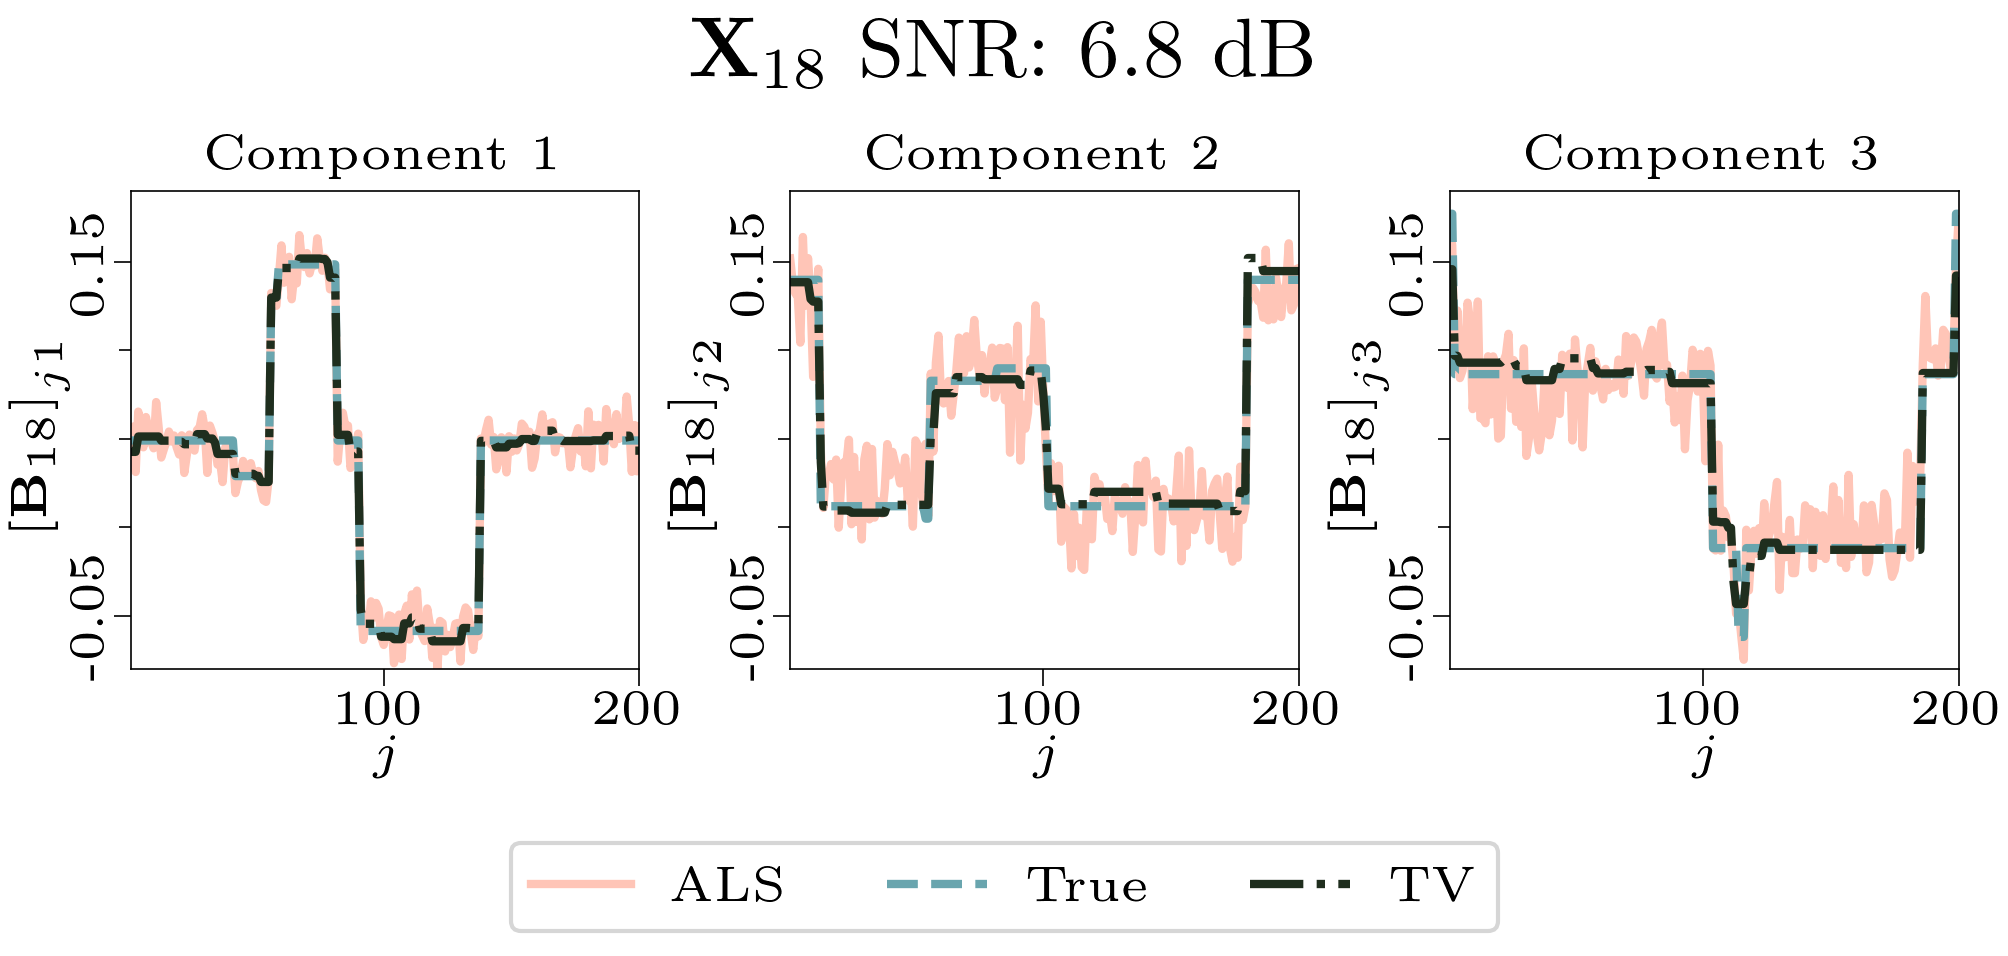 X18 SNR: 6.8 dB
Component 1
Component 2
Component 3
[B18]j1
0.15
-0.05
100
200
j
[B18]j2
0.15
-0.05
100
200
j
[B18]j3
0.15
-0.05
100
200
j
ALS
True
TV